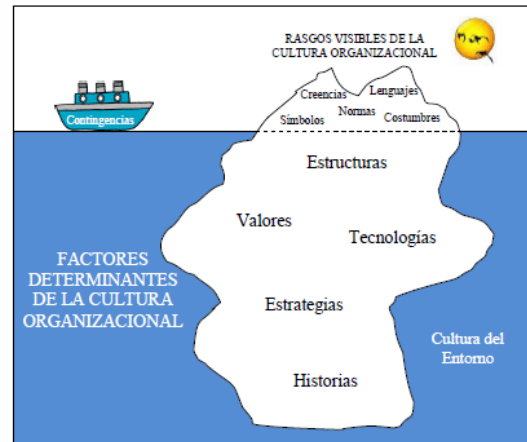 RASGOS VISIBLES DE LA
CULTURA ORGANIZACIONAL
Creencias
Lenguajes
Normas
Símbolos
Costumbres
Contingencias
Estructuras
Valores
Tecnologías
FACTORES
DETERMINANTES
DE LA CULTURA
ORGANIZACIONAL
Estrategias
Cultura del
Entorno
Historias